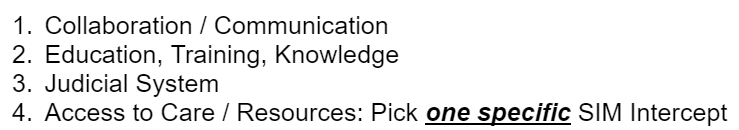 1. Collaboration / Communication
2. Education, Training, Knowledge
3. Judicial System
4. Access to Care / Resources: Pick one specific SIM Intercept